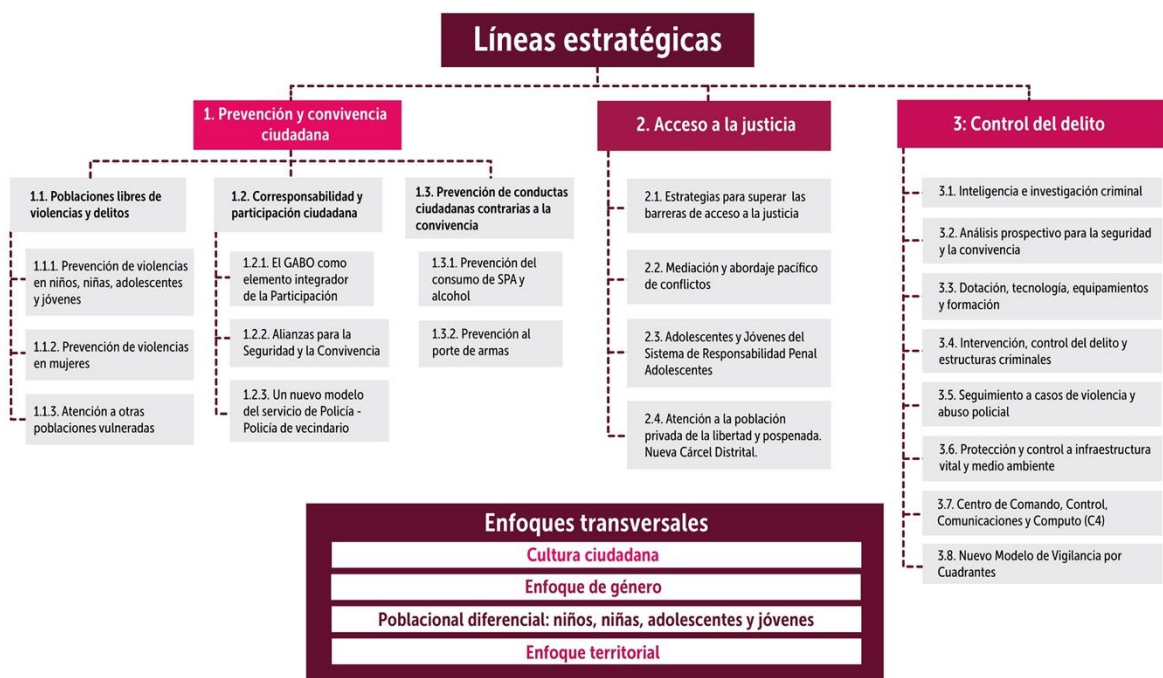 Líneas estratégicas
1. Prevención y convivencia
ciudadana
1.1. Poblaciones libres de
violencias y delitos
1.1.1. Prevención de violencias
en niños, niñas, adolescentes
y jóvenes
1.1.2. Prevención de violencias
en mujeres
1.1.3. Atención a otras
poblaciones vulneradas
1.2. Corresponsabilidad y
participación ciudadana
1.2.1. El GABO como
elemento integrador
de la Participación
1.2.2. Alianzas para la
Seguridad y la Convivencia
1.2.3. Un nuevo modelo
del servicio de Policía -
Policía de vecindario
1.3. Prevención de conductas
ciudadanas contrarias a la
convivencia
1.3.1. Prevención del
consumo de SPA y
alcohol
1.3.2. Prevención al
porte de armas
2. Acceso a la justicia
2.1. Estrategias para superar las
barreras de acceso a la justicia
2.2. Mediación y abordaje pacífico
de conflictos
2.3. Adolescentes y Jóvenes del
Sistema de Responsabilidad Penal
Adolescentes
2.4. Atención a la población
privada de la libertad y pospenada.
Nueva Cárcel Distrital.
3: Control del delito
3.1. Inteligencia e investigación criminal
3.2. Análisis prospectivo para la seguridad
y la convivencia
3.3. Dotación, tecnología, equipamientos
y formación
3.4. Intervención, control del delito y
estructuras criminales
3.5. Seguimiento a casos de violencia y
abuso policial
3.6. Protección y control a infraestructura
vital y medio ambiente
3.7. Centro de Comando, Control,
Comunicaciones y Computo (C4)
3.8. Nuevo Modelo de Vigilancia por
Cuadrantes
Enfoques transversales
Cultura ciudadana
Enfoque de género
Poblacional diferencial: niños, niñas, adolescentes y jóvenes
Enfoque territorial